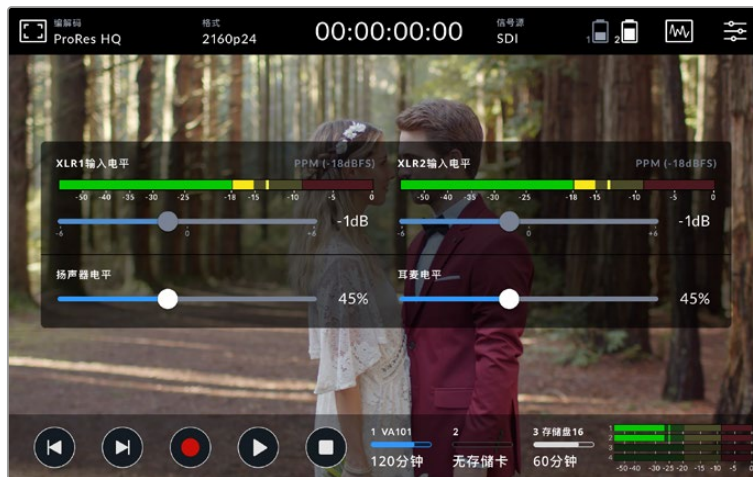 编解码 格式 00:00:00:00 信号源
ProRes HQ 2160p24 SDI 1 2
XLR1输入电平 PPM (-18dBFS) XLR2输入电平 PPM (-18dBFS)
-50 -40 -35 -30 -25 -18 -15 -10 -5 0 -50 -40 -35 -30 -25 -18 -15 -10 -5 0
-1dB -1dB
-6 0 +6 -6 0 +6
扬声器电平 耳麦电平
45% 45%
1 VA101 2 3 存储盘16
120分钟 无存储卡 60分钟
1
2
3
4
-50 -40 -30 -25 -20 -15 -10 -5 0